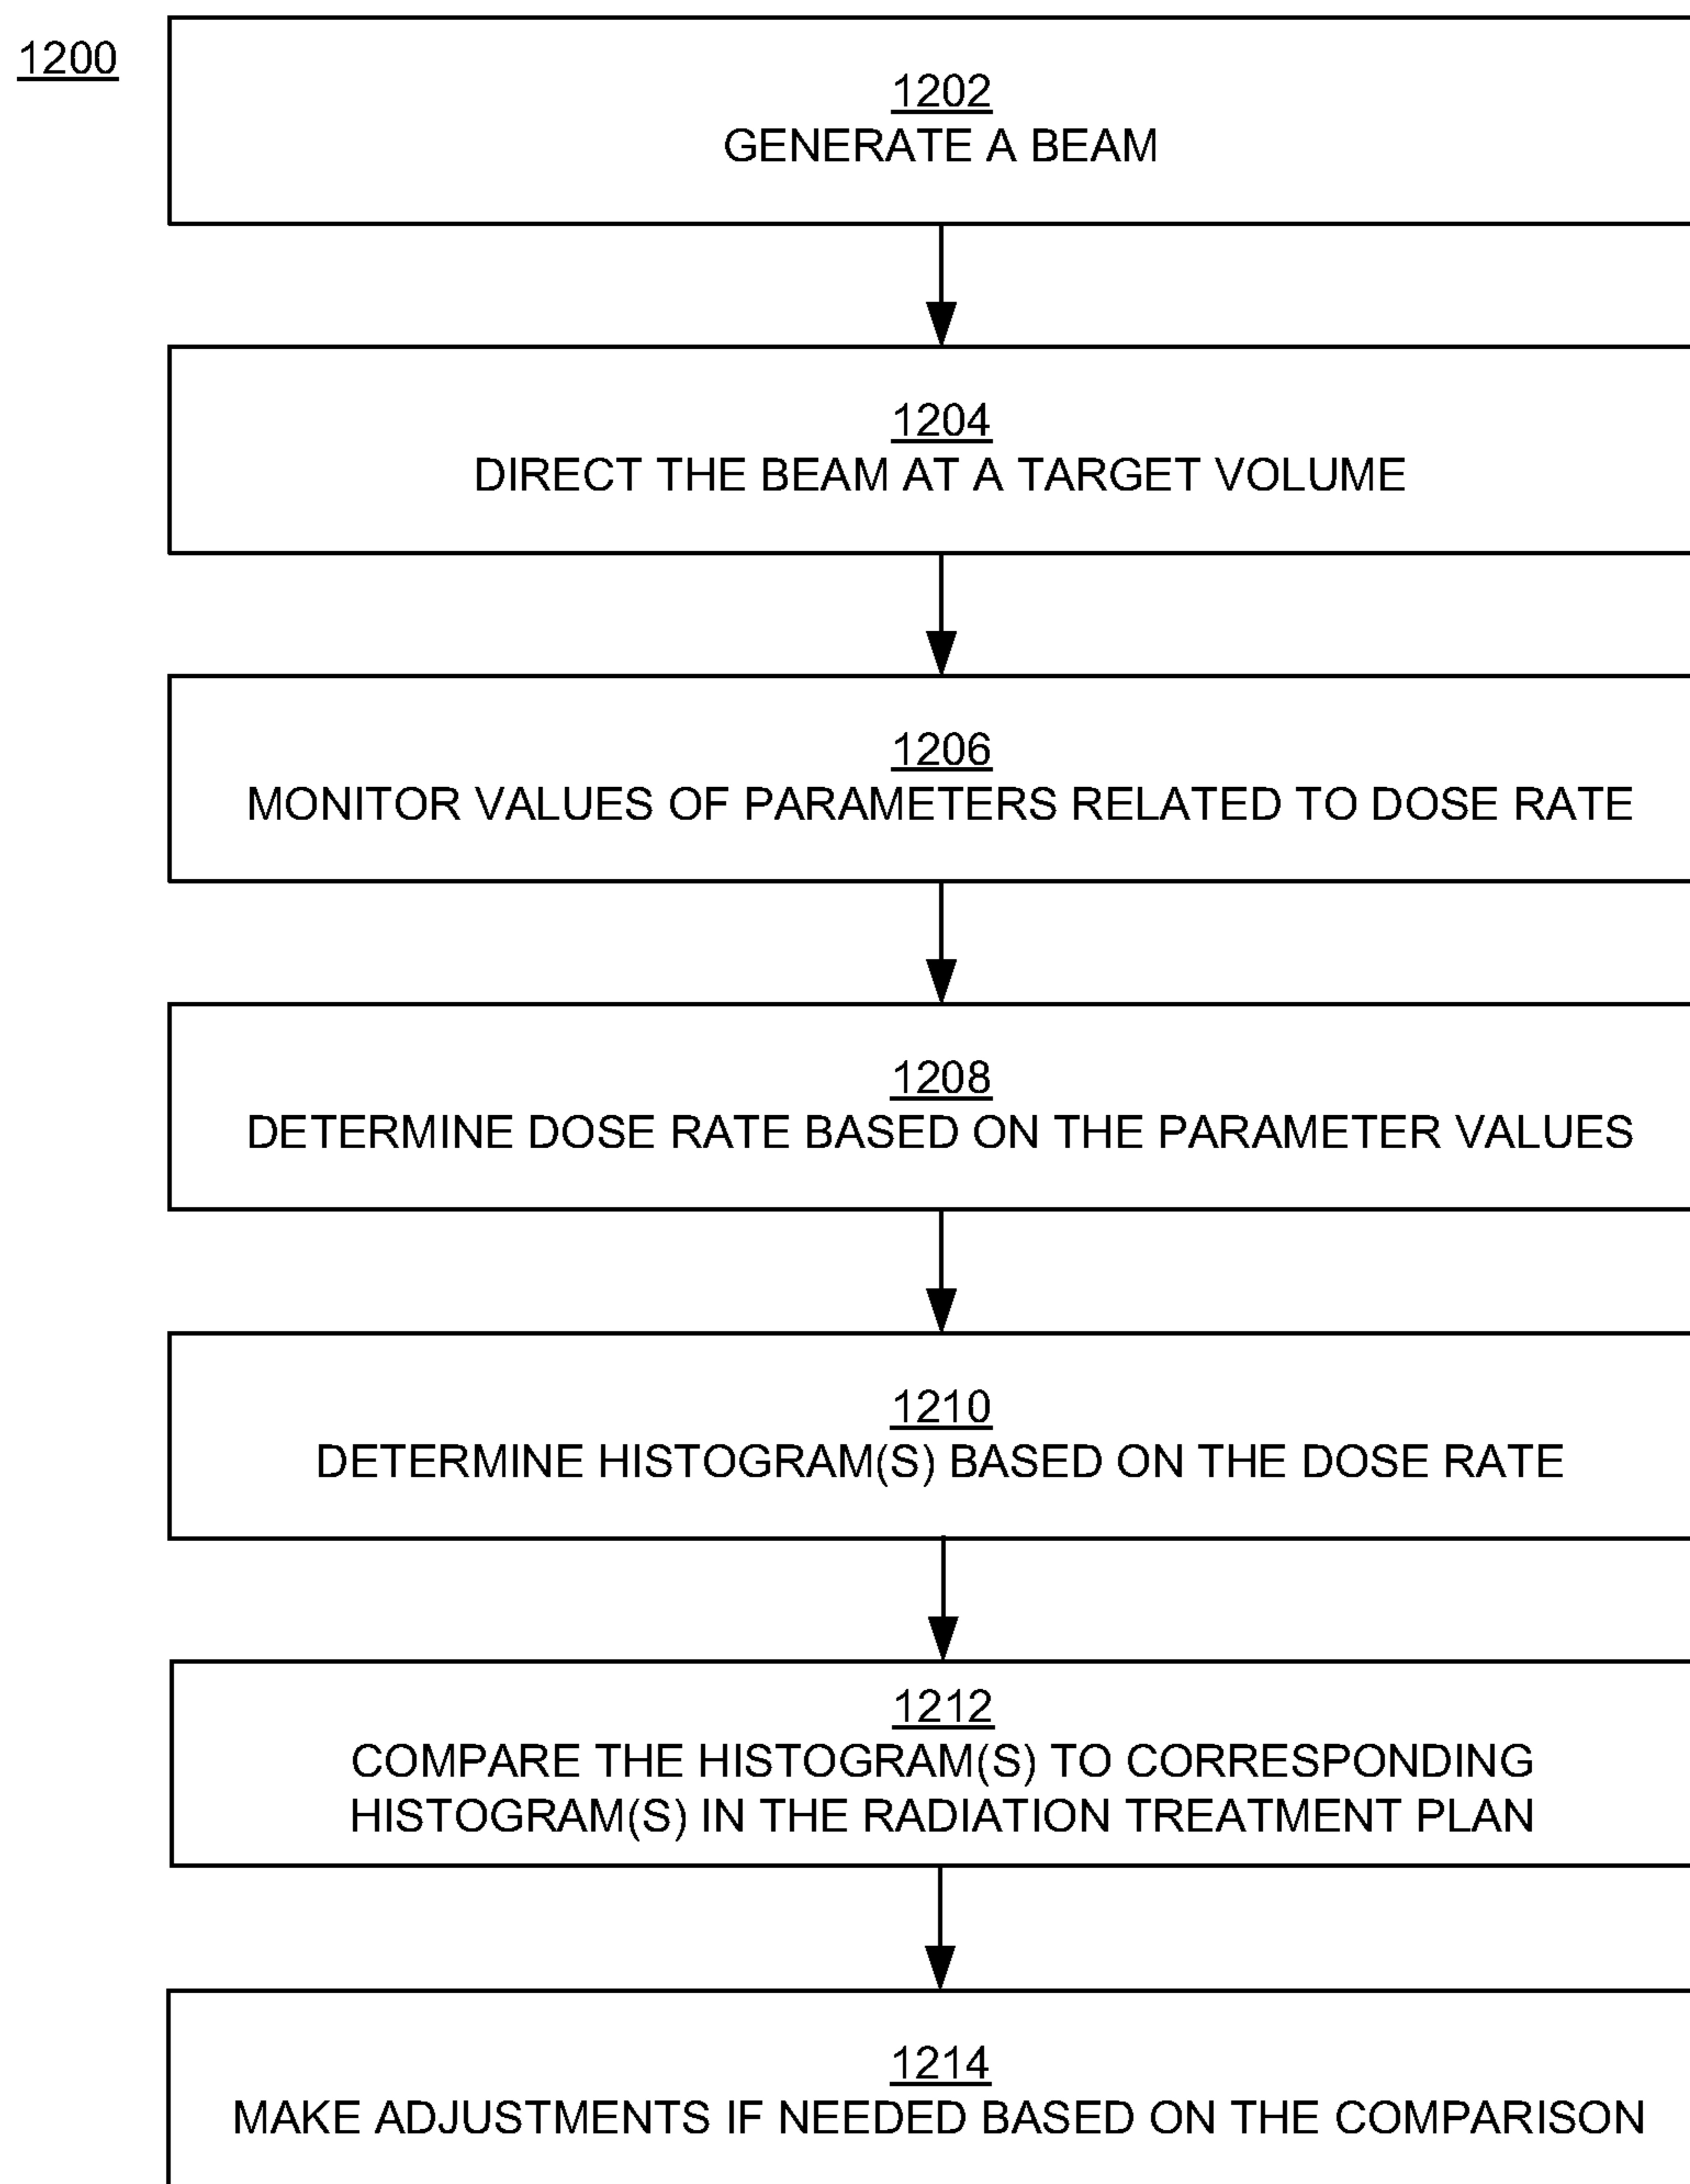 1200
1202
GENERATE A BEAM
1204
DIRECT THE BEAM AT A TARGET VOLUME
1206
MONITOR VALUES OF PARAMETERS RELATED TO DOSE RATE
1208
DETERMINE DOSE RATE BASED ON THE PARAMETER VALUES
1210
DETERMINE HISTOGRAM(S) BASED ON THE DOSE RATE
1212
COMPARE THE HISTOGRAM(S) TO CORRESPONDING
HISTOGRAM(S) IN THE RADIATION TREATMENT PLAN
1214
MAKE ADJUSTMENTS IF NEEDED BASED ON THE COMPARISON